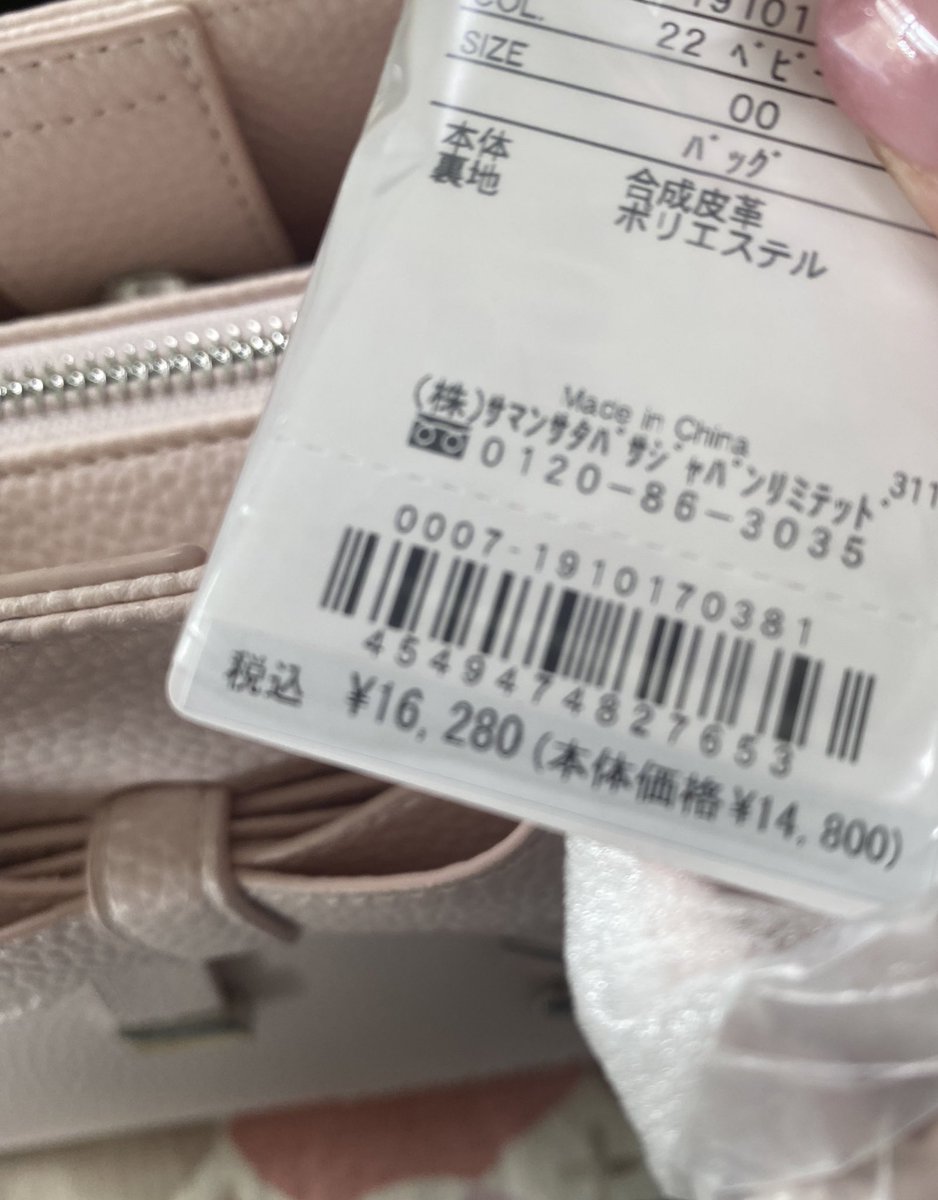 19101
COL. 22 ベビー
SIZE 00
バッグ
本体 合成皮革
裏地 ポリエステル
Made in China
(株)サマンサタバサジャパンリミテッド. 311
0120-86-3035
0007-1910170381
4549474827653
税込 ¥16,280(本体価格¥14,800)